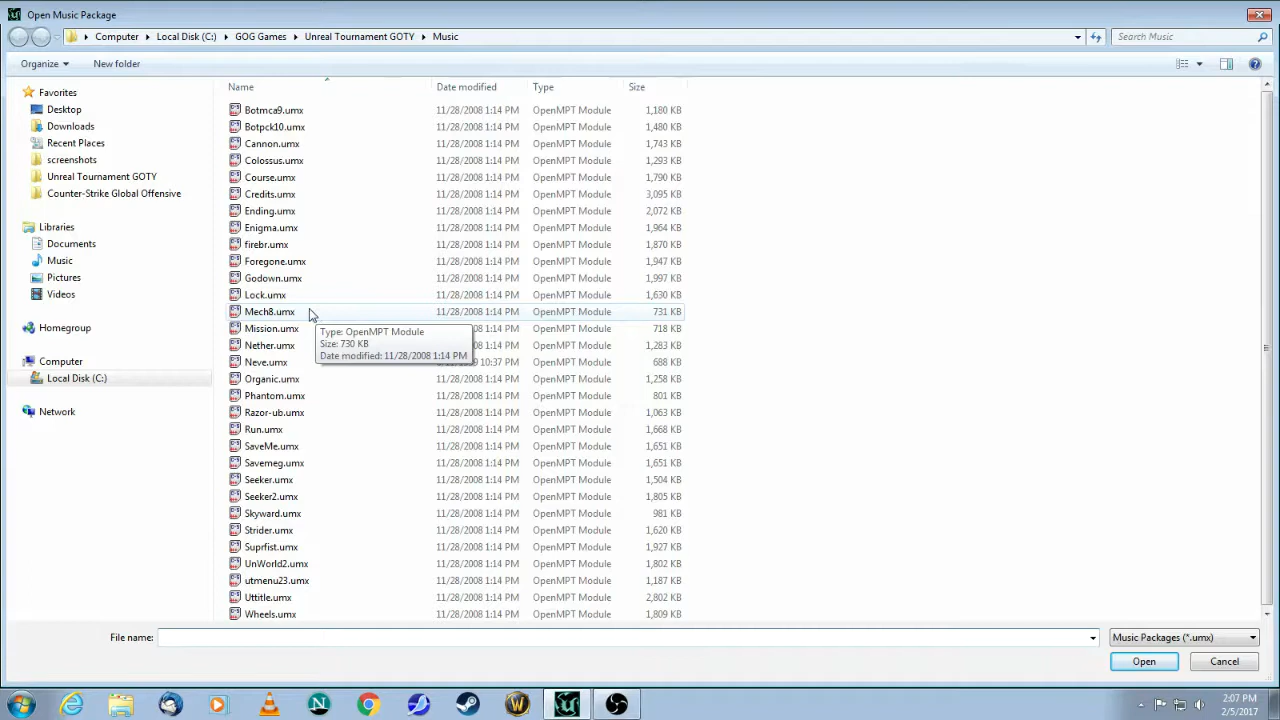 Open Music Package
Computer Local Disk (C:) GOG Games Unreal Tournament GOTY Music
Search Music
Organize New folder
Favorites
Desktop
Downloads
Recent Places
screenshots
Unreal Tournament GOTY
Counter-Strike Global Offensive
Libraries
Documents
Music
Pictures
Videos
Homegroup
Computer
Local Disk (C:)
Network
Name Date modified Type Size
Botmca9.umx 11/28/2008 1:14 PM OpenMPT Module 1,180 KB
Botpck10.umx 11/28/2008 1:14 PM OpenMPT Module 1,480 KB
Cannon.umx 11/28/2008 1:14 PM OpenMPT Module 1,743 KB
Colossus.umx 11/28/2008 1:14 PM OpenMPT Module 1,293 KB
Course.umx 11/28/2008 1:14 PM OpenMPT Module 1,790 KB
Credits.umx 11/28/2008 1:14 PM OpenMPT Module 3,095 KB
Ending.umx 11/28/2008 1:14 PM OpenMPT Module 2,072 KB
Enigma.umx 11/28/2008 1:14 PM OpenMPT Module 1,964 KB
firebr.umx 11/28/2008 1:14 PM OpenMPT Module 1,870 KB
Foregone.umx 11/28/2008 1:14 PM OpenMPT Module 1,947 KB
Godown.umx 11/28/2008 1:14 PM OpenMPT Module 1,997 KB
Lock.umx 11/28/2008 1:14 PM OpenMPT Module 1,630 KB
Mech8.umx 11/28/2008 1:14 PM OpenMPT Module 731 KB
Mission.umx 11/28/2008 1:14 PM OpenMPT Module 718 KB
Nether.umx 11/28/2008 1:14 PM OpenMPT Module 1,283 KB
Neve.umx 10:37 PM OpenMPT Module 688 KB
Type: OpenMPT Module
Size: 730 KB
Date modified: 11/28/2008 1:14 PM
Organic.umx 11/28/2008 1:14 PM OpenMPT Module 1,258 KB
Phantom.umx 11/28/2008 1:14 PM OpenMPT Module 801 KB
Razor-ub.umx 11/28/2008 1:14 PM OpenMPT Module 1,063 KB
Run.umx 11/28/2008 1:14 PM OpenMPT Module 1,668 KB
SaveMe.umx 11/28/2008 1:14 PM OpenMPT Module 1,651 KB
Savemeg.umx 11/28/2008 1:14 PM OpenMPT Module 1,651 KB
Seeker.umx 11/28/2008 1:14 PM OpenMPT Module 1,504 KB
Seeker2.umx 11/28/2008 1:14 PM OpenMPT Module 1,805 KB
Skyward.umx 11/28/2008 1:14 PM OpenMPT Module 981 KB
Strider.umx 11/28/2008 1:14 PM OpenMPT Module 1,620 KB
Suprfist.umx 11/28/2008 1:14 PM OpenMPT Module 1,927 KB
UnWorld2.umx 11/28/2008 1:14 PM OpenMPT Module 1,802 KB
utmenu23.umx 11/28/2008 1:14 PM OpenMPT Module 1,187 KB
Uttitle.umx 11/28/2008 1:14 PM OpenMPT Module 2,802 KB
Wheels.umx 11/28/2008 1:14 PM OpenMPT Module 1,809 KB
File name: Music Packages (*.umx)
Open Cancel
2:07 PM
2/5/2017